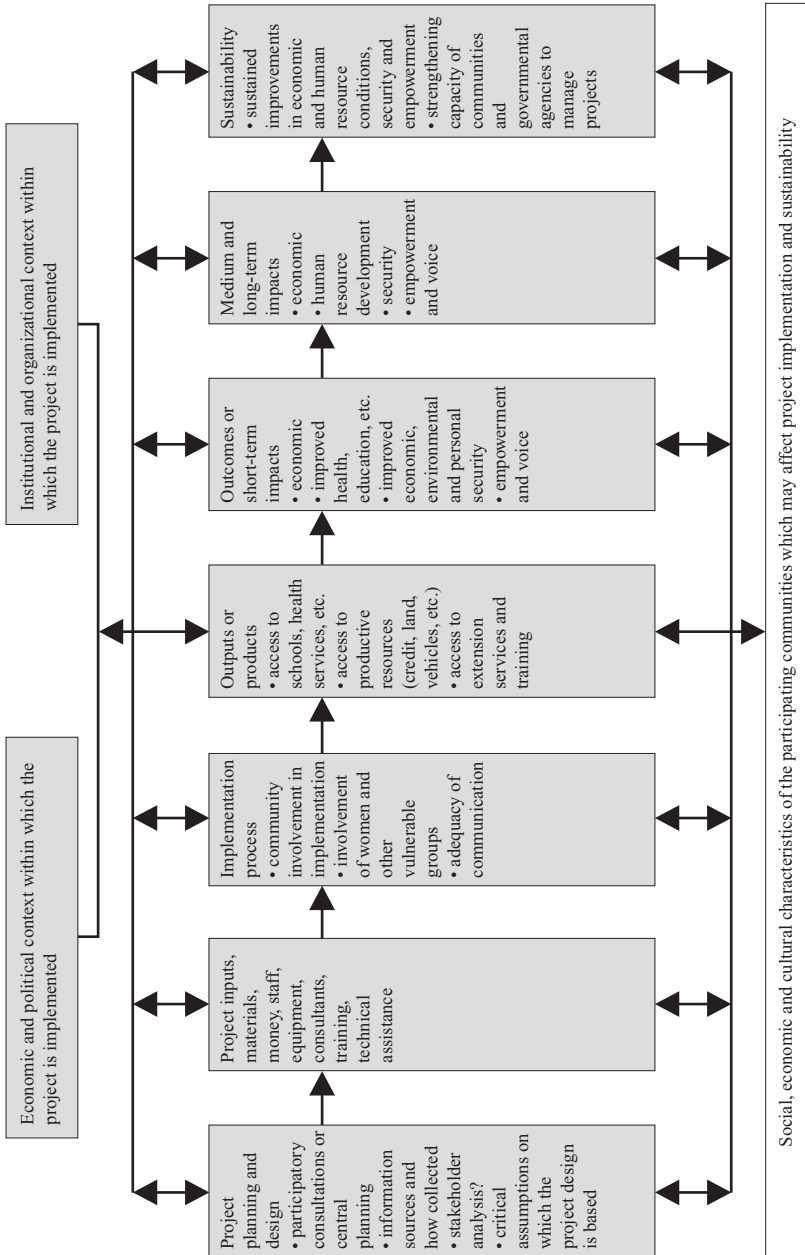 Economic and political context within which the
project is implemented
Institutional and organizational context within
which the project is implemented
Project
planning and
design
• participatory
consultations or
central
planning
• information
sources and
how collected
• stakeholder
analysis?
• critical
assumptions on
which the
project design
is based
Project inputs,
materials,
money, staff,
equipment,
consultants,
training,
technical
assistance
Implementation
process
• community
involvement in
implementation
• involvement
of women and
other
vulnerable
groups
• adequacy of
communication
Outputs or
products
• access to
schools, health
services, etc.
• access to
productive
resources
(credit, land,
vehicles, etc.)
• access to
extension
services and
training
Outcomes or
short-term
impacts
• economic
• improved
health,
education, etc.
• improved
economic,
environmental
and personal
security
• empowerment
and voice
Medium and
long-term
impacts
• economic
• human
resource
development
• security
• empowerment
and voice
Sustainability
• sustained
improvements
in economic
and human
resource
conditions,
security and
empowerment
• strengthening
capacity of
communities
and
governmental
agencies to
manage
projects
Social, economic and cultural characteristics of the participating communities which may affect project implementation and sustainability